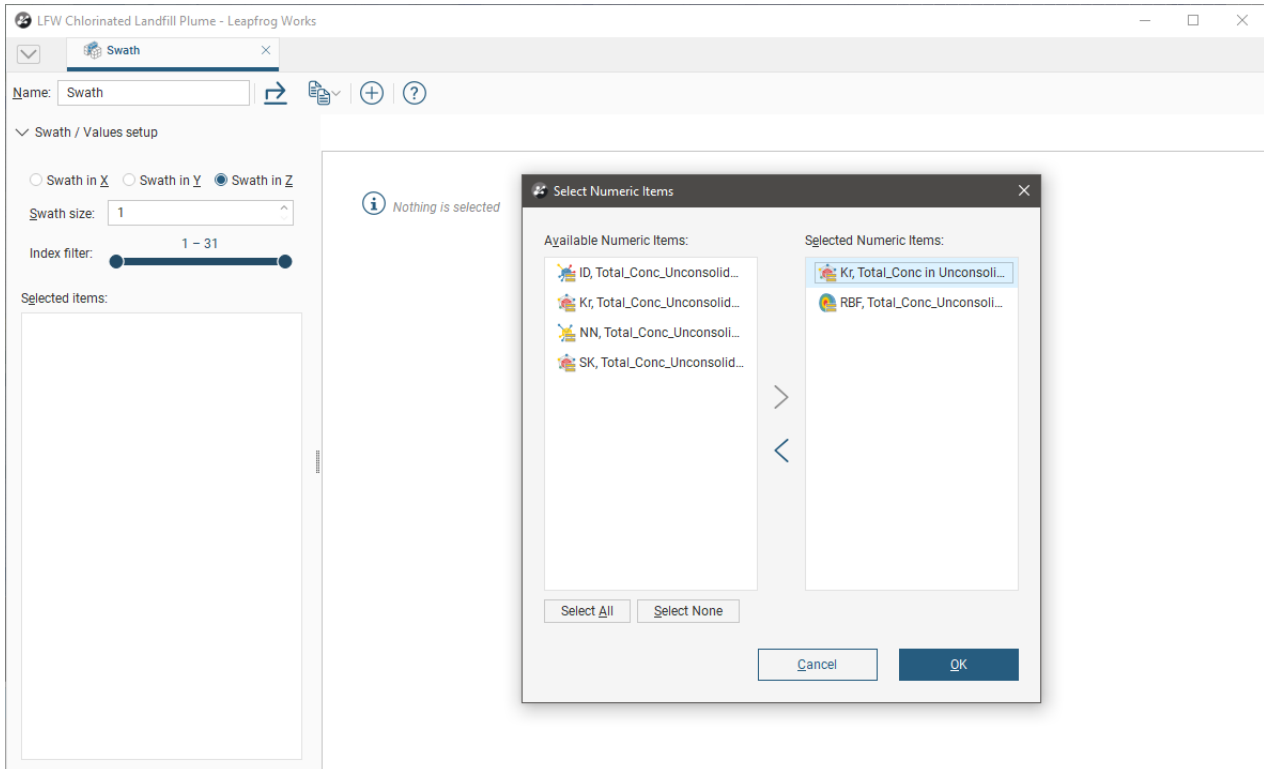 LFW Chlorinated Landfill Plume - Leapfrog Works
Swath
Name: Swath
Swath / Values setup
Swath in X Swath in Y Swath in Z
Swath size: 1
Index filter: 1 – 31
Selected items:
Nothing is selected
Select Numeric Items
Available Numeric Items:
ID, Total_Conc_Unconsolid...
Kr, Total_Conc_Unconsolid...
NN, Total_Conc_Unconsoli...
SK, Total_Conc_Unconsolid...
Select All Select None
Selected Numeric Items:
Kr, Total_Conc in Unconsoli...
RBF, Total_Conc_Unconsoli...
Cancel OK